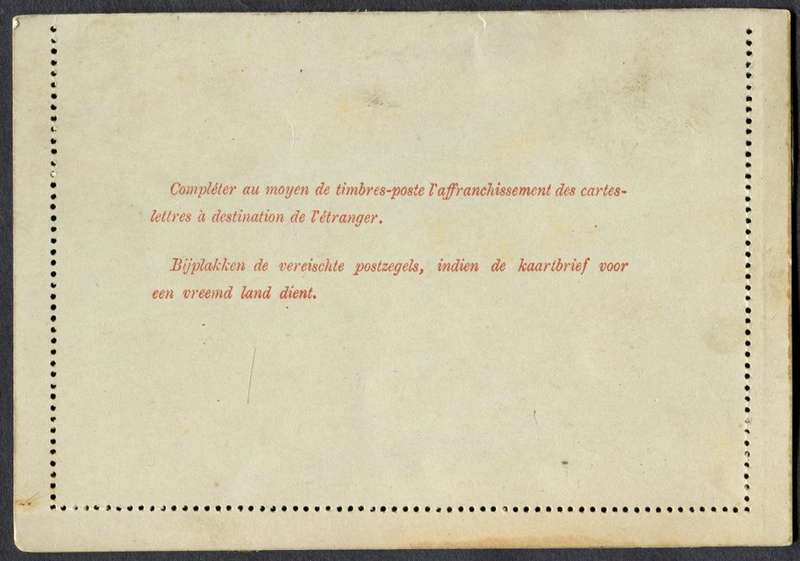 Compléter au moyen de timbres-poste l'affranchissement des cartes-
lettres à destination de l'étranger.
Bijplakken de vereischte postzegels, indien de kaartbrief voor
een vreemd land dient.